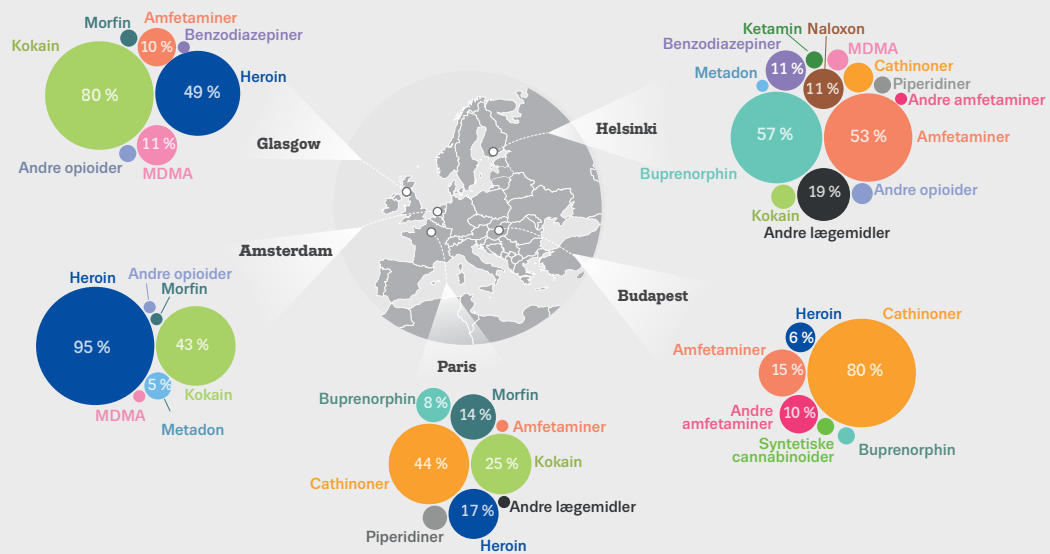 Morfin
Amfetaminer
Kokain
10 %
Benzodiazepiner
80 %
49 %
Heroin
11 %
Andre opioider
MDMA
Glasgow
Ketamin
Naloxon
Benzodiazepiner
MDMA
Metadon
11 %
Cathinoner
11 %
Piperidiner
Andre amfetaminer
57 %
53 %
Amfetaminer
Buprenorphin
19 %
Andre opioider
Kokain
Andre lægemidler
Helsinki
Amsterdam
Heroin
Andre opioider
Morfin
95 %
43 %
5 %
Kokain
MDMA
Metadon
Budapest
Heroin
Cathinoner
6 %
Amfetaminer
15 %
80 %
Andre
amfetaminer
10 %
Syntetiske
cannabinoider
Buprenorphin
Paris
Buprenorphin
8 %
Morfin
14 %
Amfetaminer
44 %
25 %
Kokain
Cathinoner
17 %
Andre lægemidler
Piperidiner
Heroin